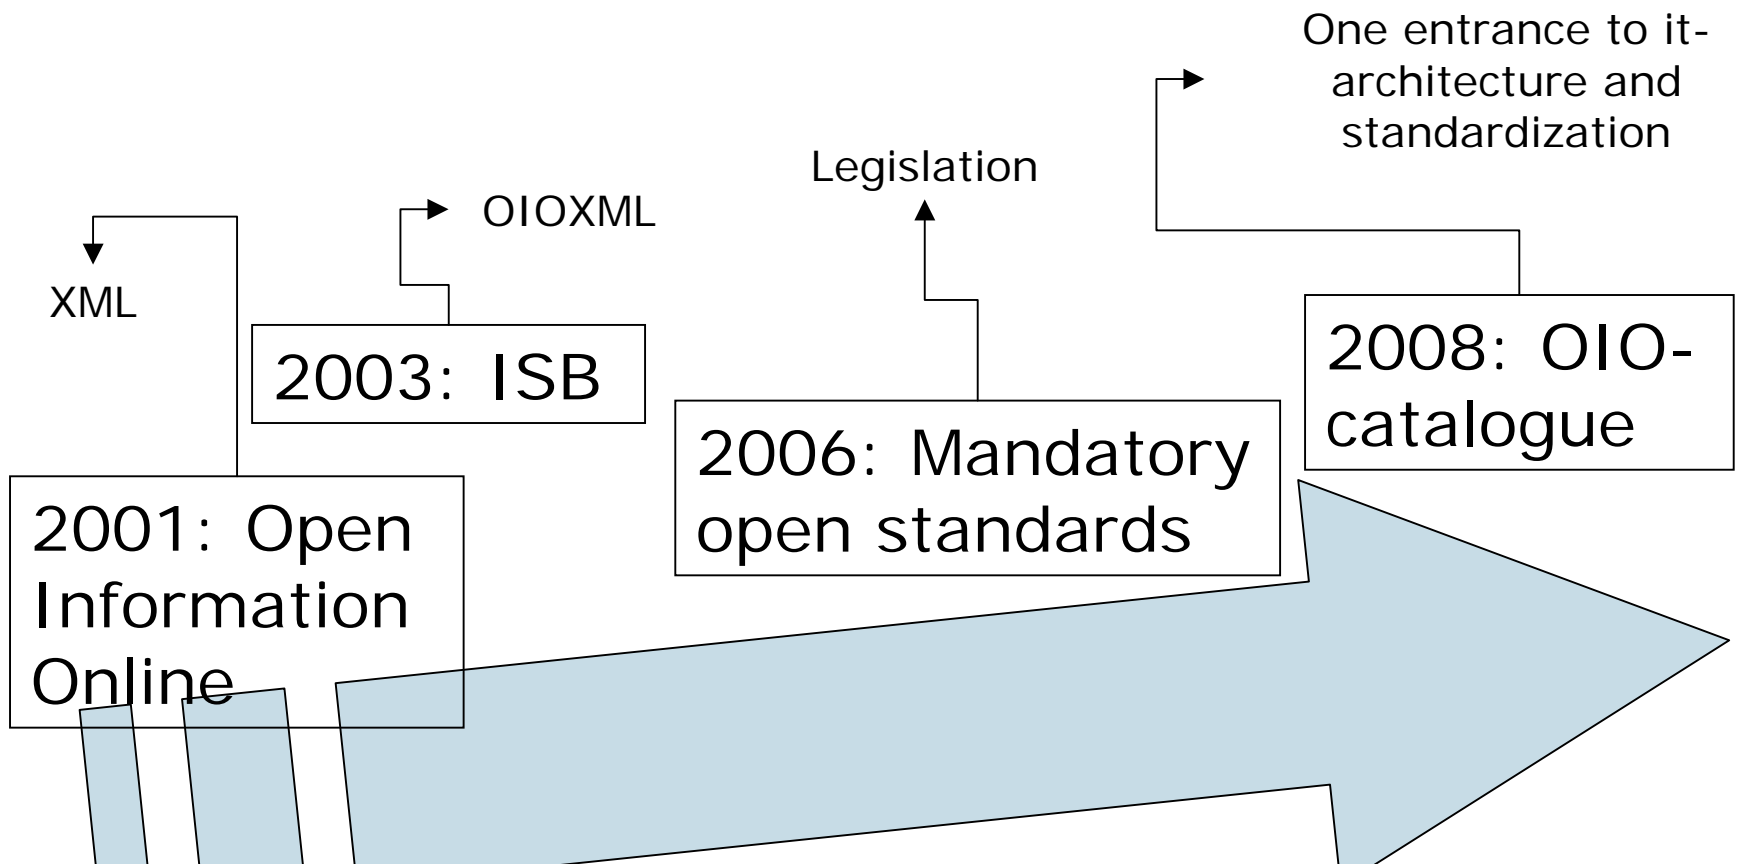 One entrance to it-
architecture and
standardization
Legislation
OIOXML
XML
2003: ISB
2008: OIO-
catalogue
2006: Mandatory
open standards
2001: Open
Information
Online